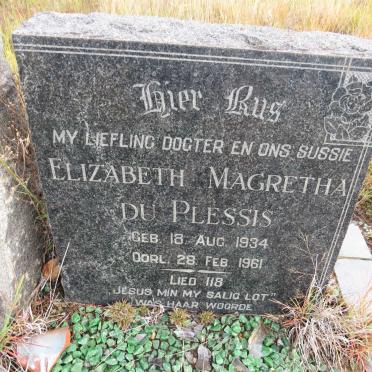 Hier Rus
MY LIEFLING DOGTER EN ONS SUSSIE
ELIZABETH MAGRETHA
DU PLESSIS
GEB. 18 AUG. 1934
OORL. 28 FEB. 1961
LIED 118
"JESUS MIN MY SALIG LOT"
WAS HAAR WOORDE